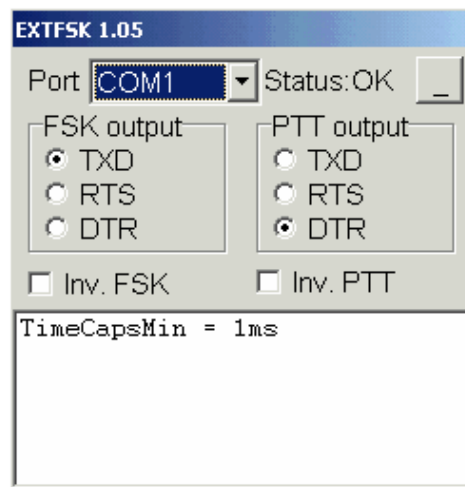 EXTFSK 1.05
Port COM1 Status:OK _
FSK output PTT output
TXD TXD
RTS RTS
DTR DTR
Inv. FSK Inv. PTT
TimeCapsMin = 1ms